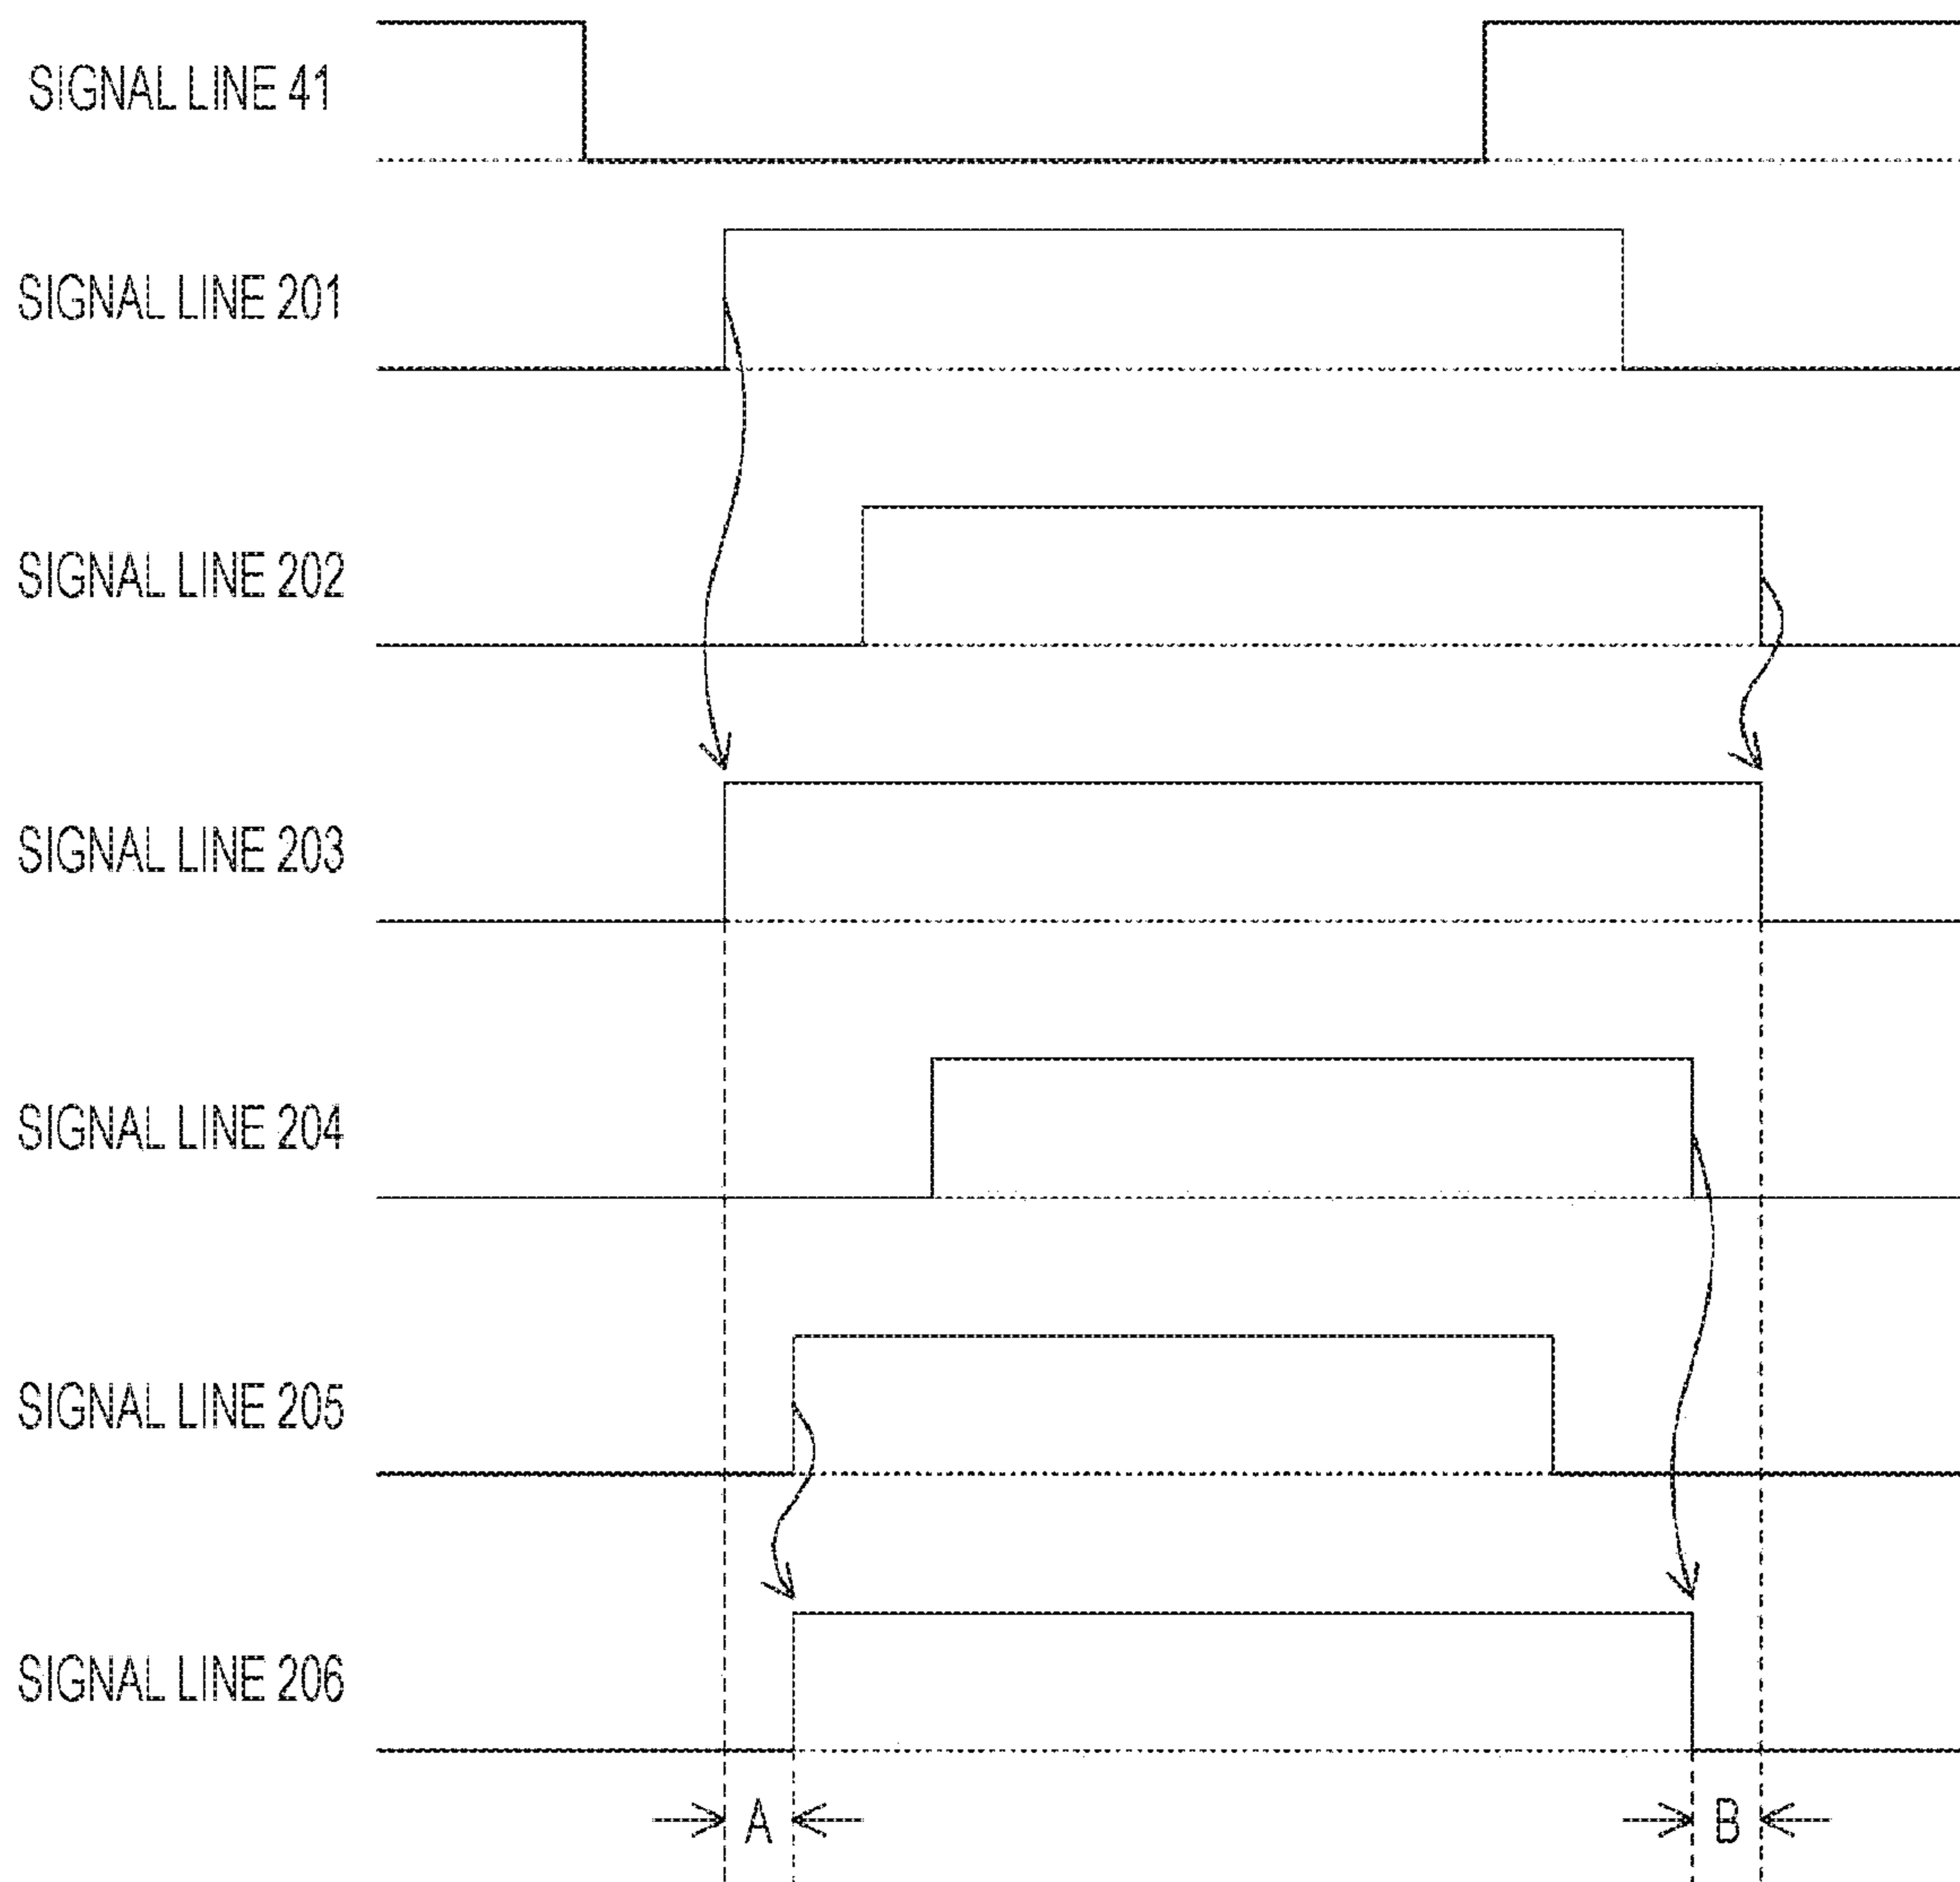 SIGNAL LINE 41
SIGNAL LINE 201
SIGNAL LINE 202
SIGNAL LINE 203
SIGNAL LINE 204
SIGNAL LINE 205
SIGNAL LINE 206
A B